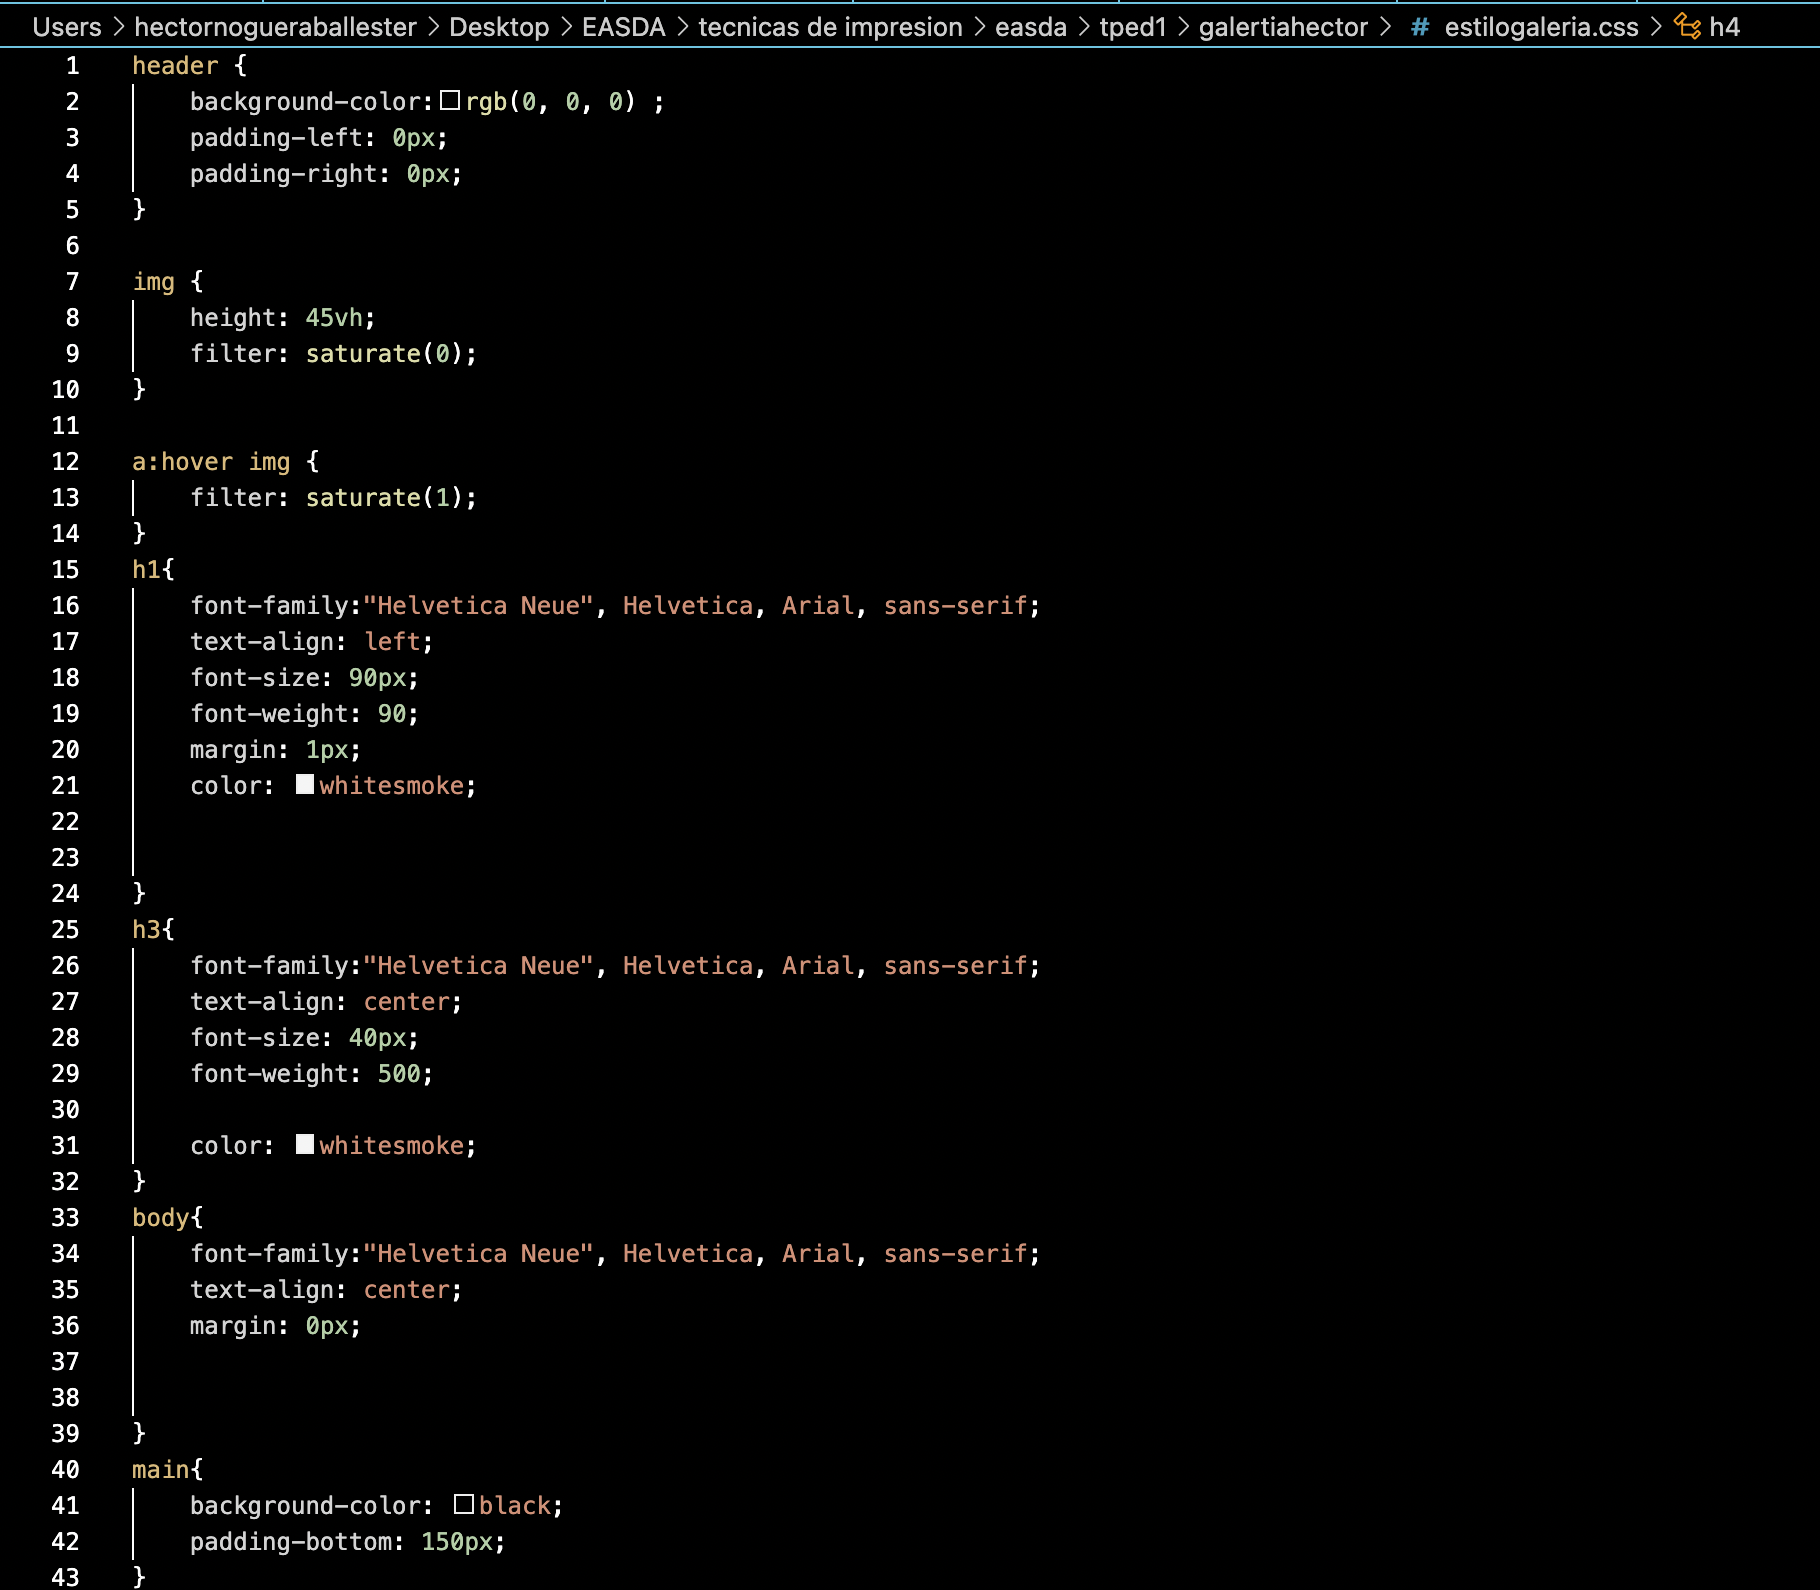 Users > hectornogueraballester > Desktop > EASDA > tecnicas de impresion > easda > tped1 > galertiahector > # estilogaleria.css > h4
1 header {
2     background-color: rgb(0, 0, 0) ;
3     padding-left: 0px;
4     padding-right: 0px;
5 }
6
7 img {
8     height: 45vh;
9     filter: saturate(0);
10 }
11
12 a:hover img {
13     filter: saturate(1);
14 }
15 h1{
16     font-family:"Helvetica Neue", Helvetica, Arial, sans-serif;
17     text-align: left;
18     font-size: 90px;
19     font-weight: 90;
20     margin: 1px;
21     color: whitesmoke;
22
23
24 }
25 h3{
26     font-family:"Helvetica Neue", Helvetica, Arial, sans-serif;
27     text-align: center;
28     font-size: 40px;
29     font-weight: 500;
30
31     color: whitesmoke;
32 }
33 body{
34     font-family:"Helvetica Neue", Helvetica, Arial, sans-serif;
35     text-align: center;
36     margin: 0px;
37
38
39 }
40 main{
41     background-color: black;
42     padding-bottom: 150px;
43 }